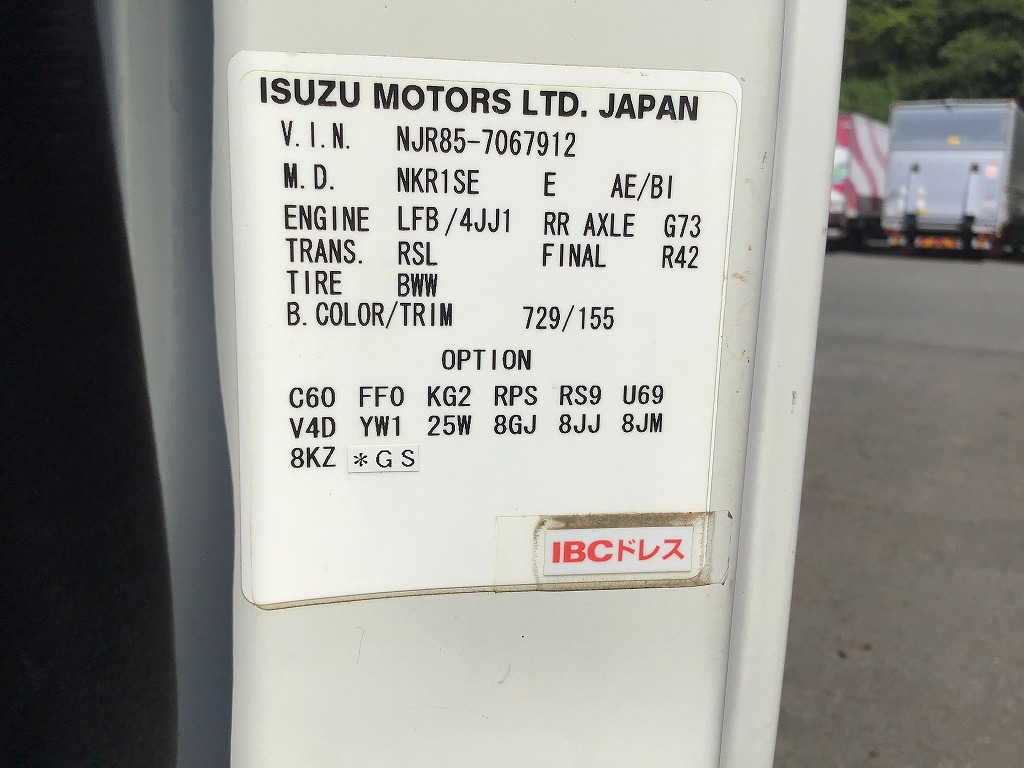 ISUZU MOTORS LTD. JAPAN
V.I.N. NJR85-7067912
M.D. NKR1SE E AE/BI
ENGINE LFB/4JJ1 RR AXLE G73
TRANS. RSL FINAL R42
TIRE BWW
B.COLOR/TRIM 729/155
OPTION
C60 FF0 KG2 RPS RS9 U69
V4D YW1 25W 8GJ 8JJ 8JM
8KZ *GS
IBCドレス